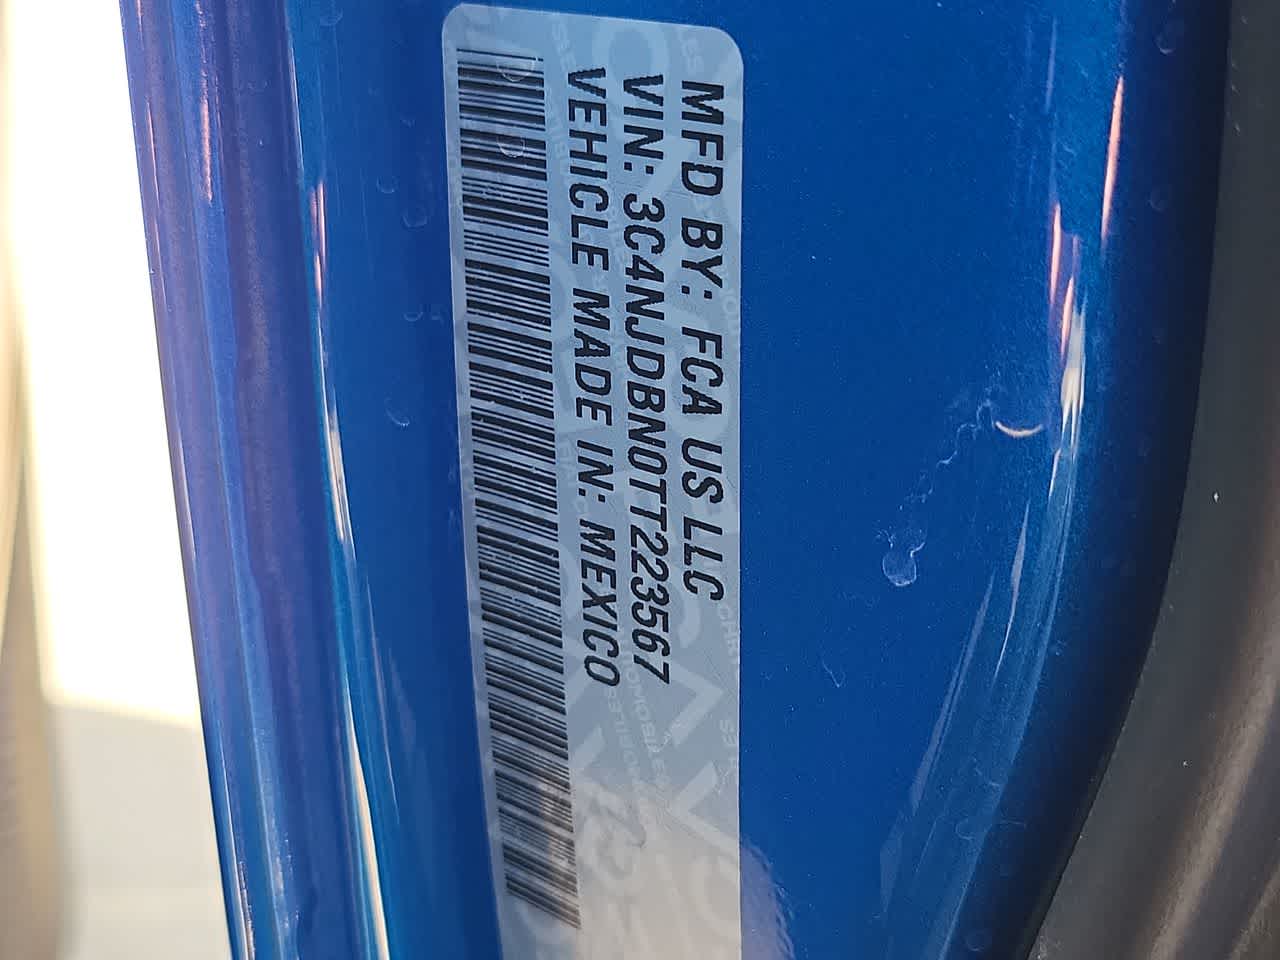 MFD BY: FCA US LLC
VIN: 3C4NJDBN0TT223567
VEHICLE MADE IN: MEXICO